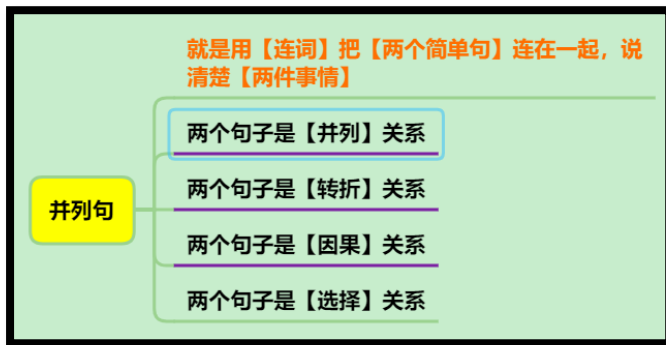 就是用【连词】把【两个简单句】连在一起，说
清楚【两件事情】
两个句子是【并列】关系
两个句子是【转折】关系
并列句
两个句子是【因果】关系
两个句子是【选择】关系